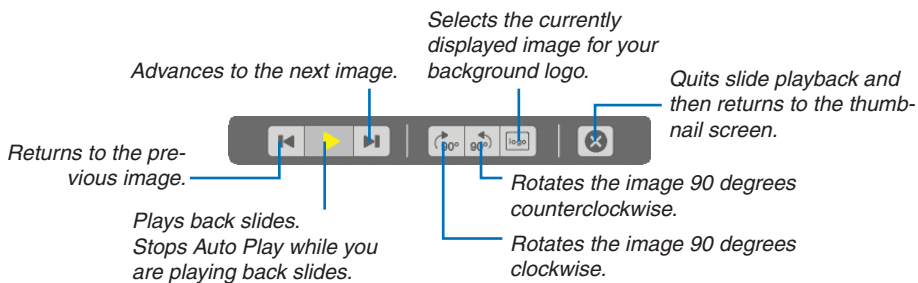 Selects the currently
displayed image for your
background logo.
Advances to the next image.
Quits slide playback and
then returns to the thumb-
nail screen.
90°
90°
logo
Returns to the pre-
vious image.
Rotates the image 90 degrees
counterclockwise.
Plays back slides.
Stops Auto Play while you
are playing back slides.
Rotates the image 90 degrees
clockwise.